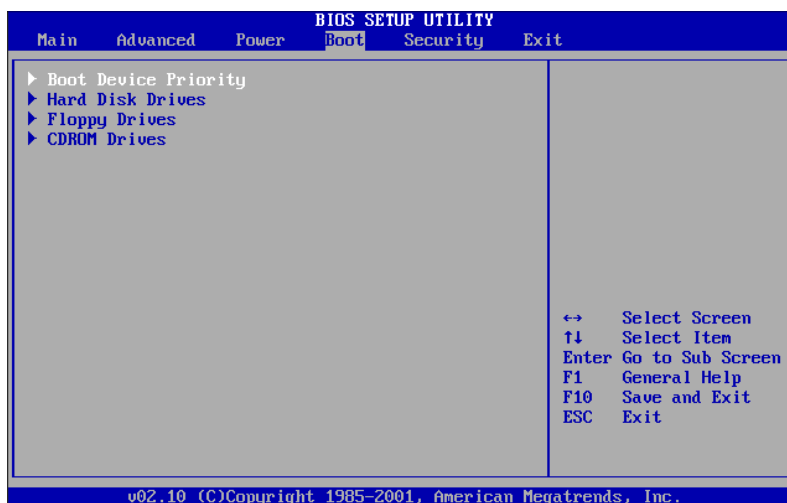 BIOS SETUP UTILITY
Main Advanced Power Boot Security Exit
Boot Device Priority
Hard Disk Drives
Floppy Drives
CDROM Drives
←→ Select Screen
↑↓ Select Item
Enter Go to Sub Screen
F1 General Help
F10 Save and Exit
ESC Exit
v02.10 (C)Copyright 1985-2001, American Megatrends, Inc.